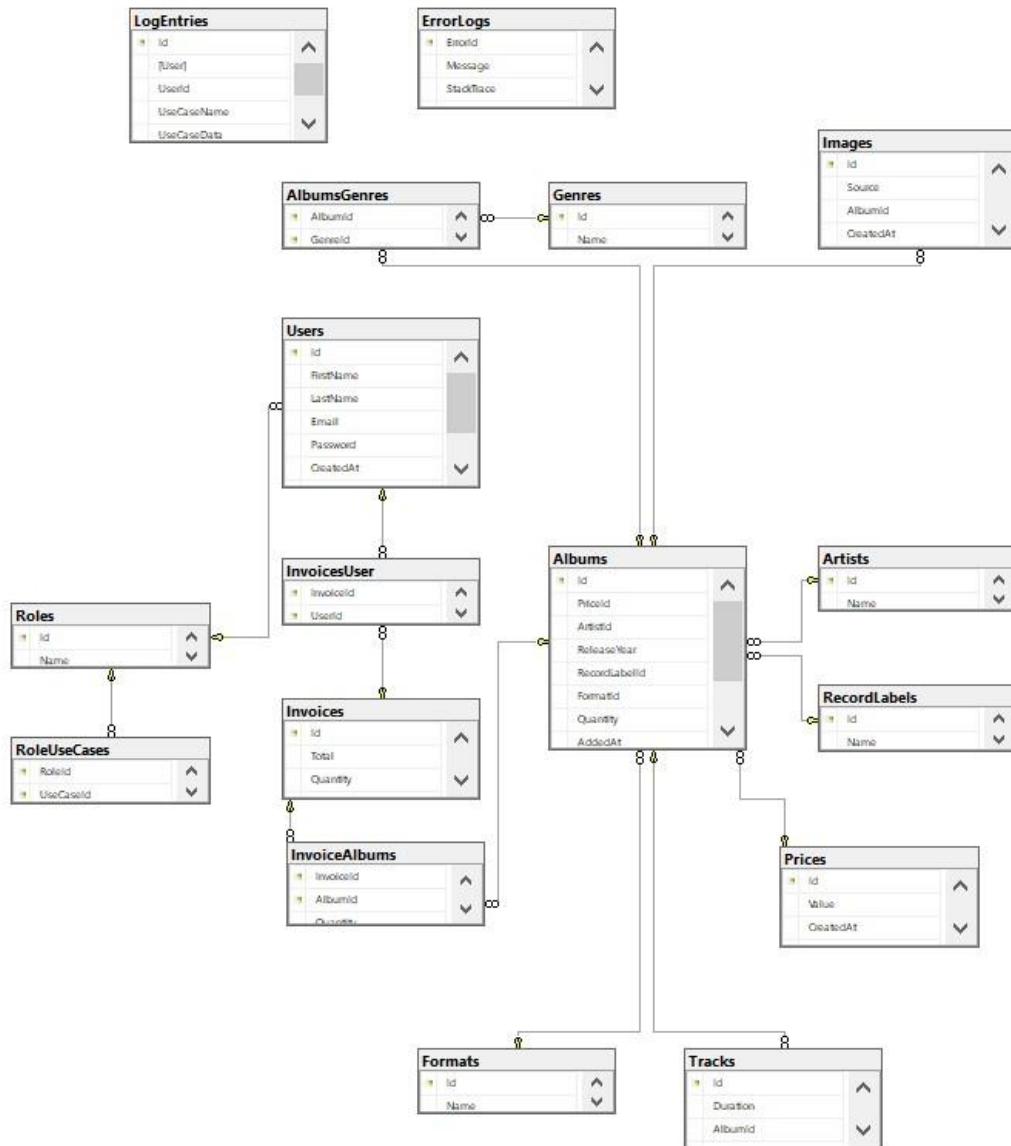 LogEntries
Id
[User]
UserId
UseCaseName
UseCaseData
ErrorLogs
ErrorId
Message
StackTrace
Images
Id
Source
AlbumId
CreatedAt
AlbumsGenres
AlbumId
GenreId
Genres
Id
Name
Users
Id
FirstName
LastName
Email
Password
CreatedAt
InvoicesUser
InvoiceId
UserId
Albums
Id
PriceId
ArtistId
ReleaseYear
RecordLabelId
FormatId
Quantity
AddedAt
Artists
Id
Name
Roles
Id
Name
RecordLabels
Id
Name
Invoices
Id
Total
Quantity
RoleUseCases
RoleId
UseCaseId
InvoiceAlbums
InvoiceId
AlbumId
Quantity
Prices
Id
Value
CreatedAt
Formats
Id
Name
Tracks
Id
Duration
AlbumId